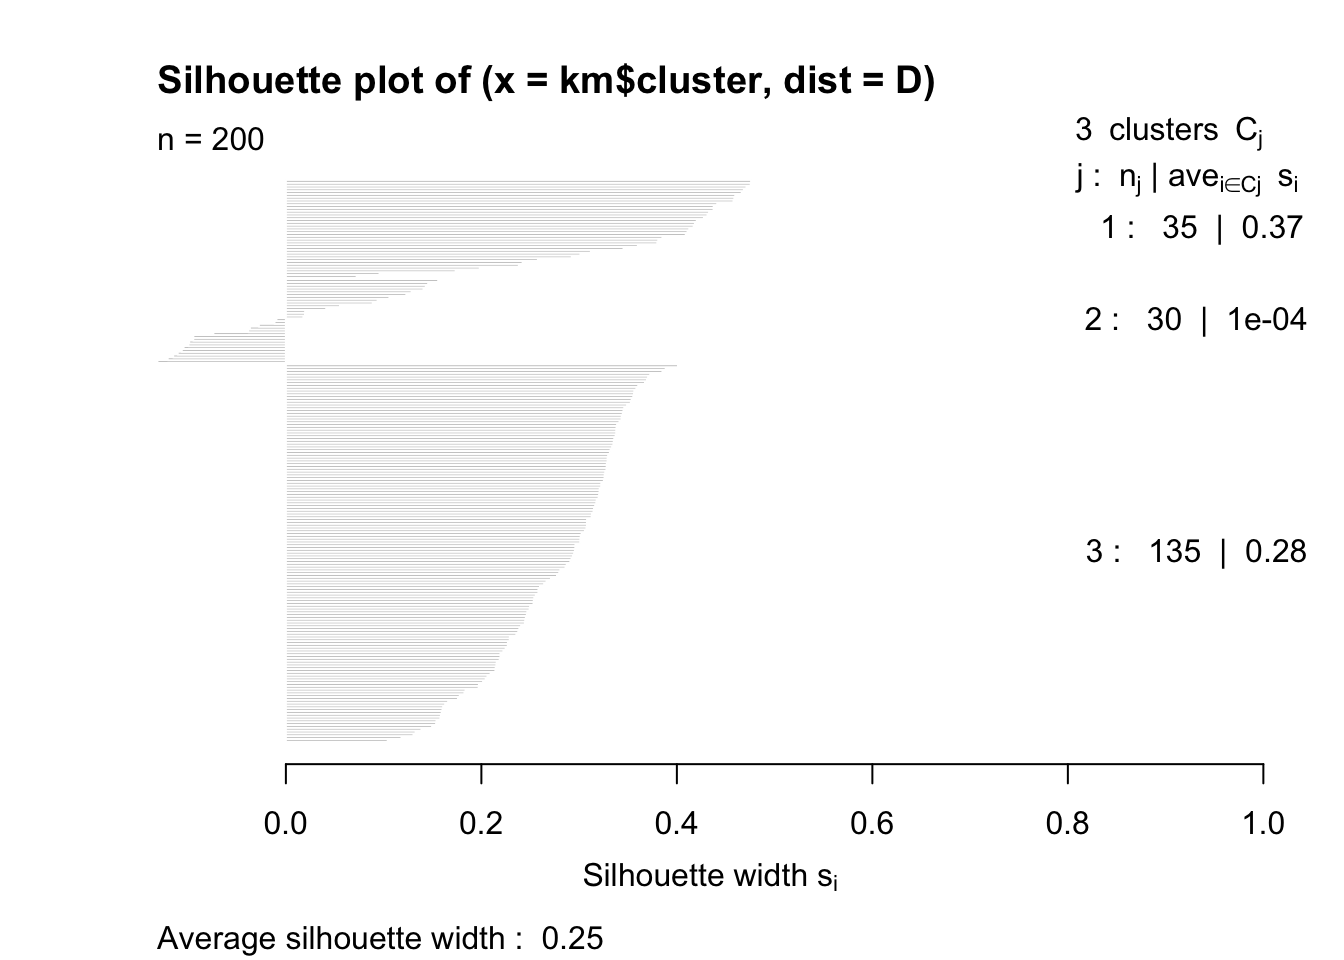 Silhouette plot of (x = km$cluster, dist = D)
n = 200
3 clusters Cj
j : nj | avei∈Cj si
1 : 35 | 0.37
2 : 30 | 1e-04
3 : 135 | 0.28
0.0 0.2 0.4 0.6 0.8 1.0
Silhouette width si
Average silhouette width : 0.25